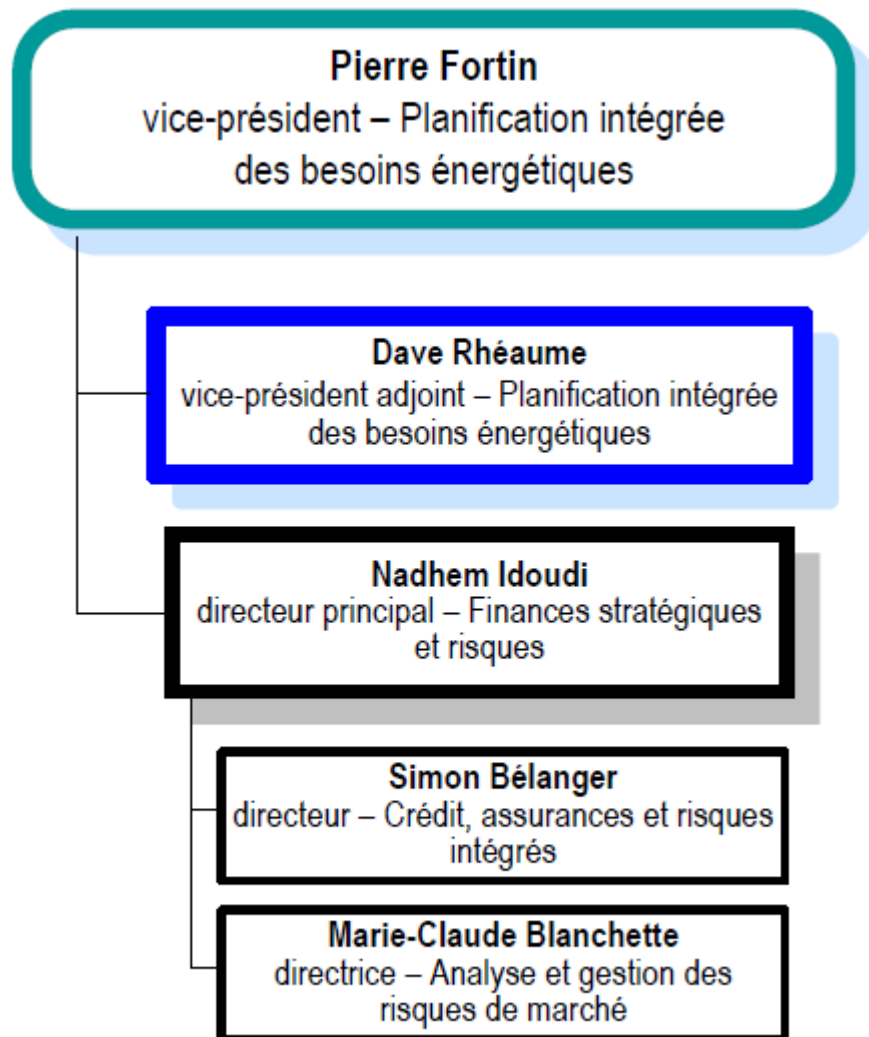 Pierre Fortin
vice-président – Planification intégrée
des besoins énergétiques
Dave Rhéaume
vice-président adjoint – Planification intégrée
des besoins énergétiques
Nadhem Idoudi
directeur principal – Finances stratégiques
et risques
Simon Bélanger
directeur – Crédit, assurances et risques
intégrés
Marie-Claude Blanchette
directrice – Analyse et gestion des
risques de marché